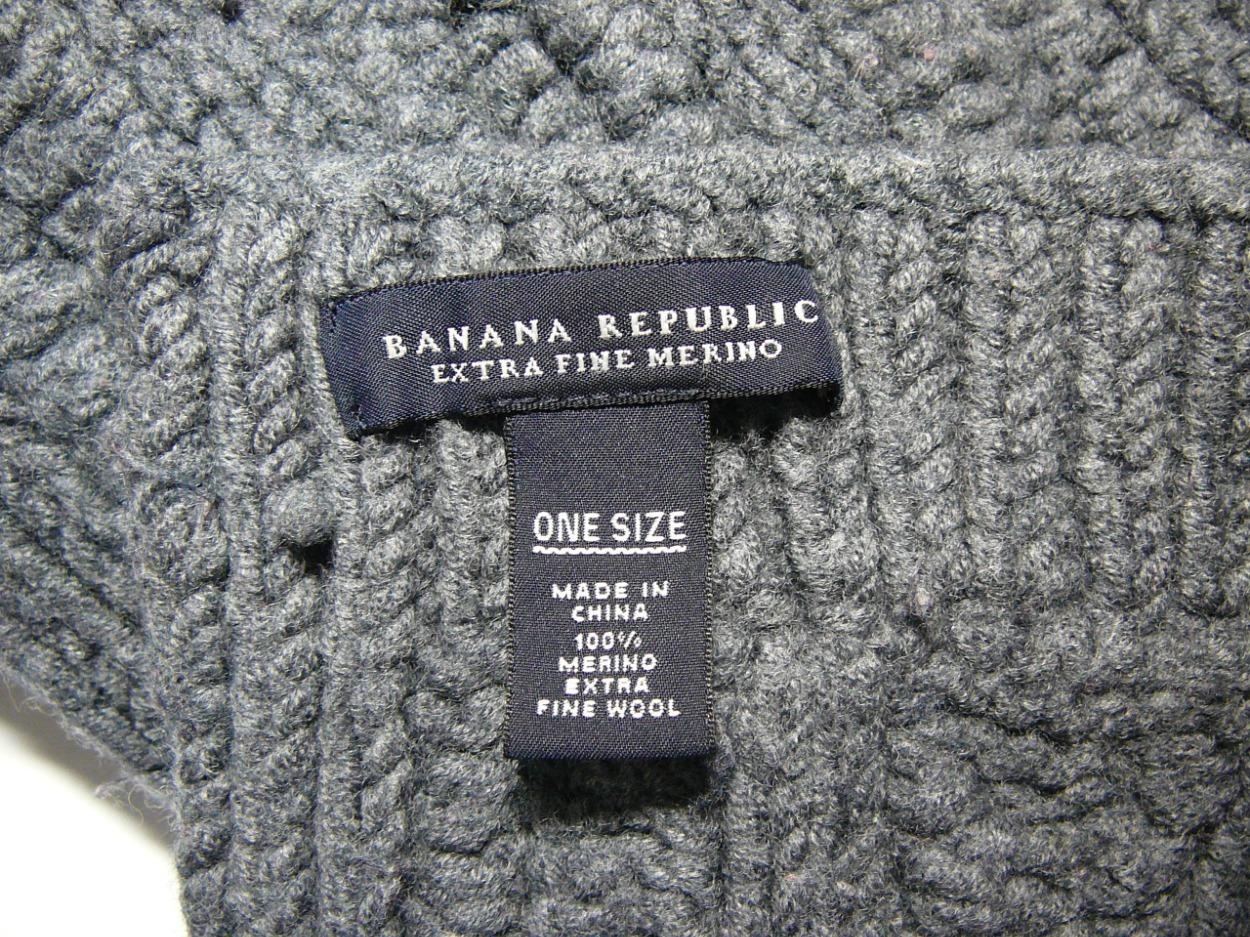 BANANA REPUBLIC
EXTRA FINE MERINO
ONE SIZE
MADE IN
CHINA
100%
MERINO
EXTRA
FINE WOOL